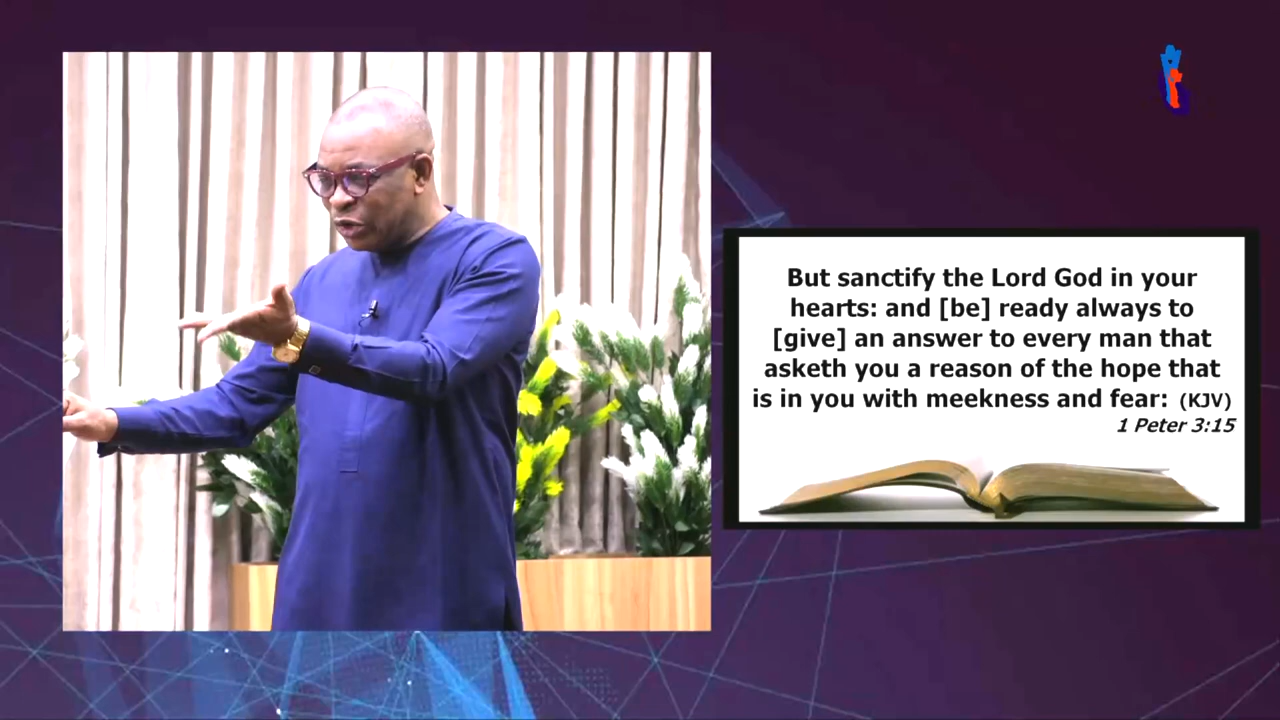 But sanctify the Lord God in your
hearts: and [be] ready always to
[give] an answer to every man that
asketh you a reason of the hope that
is in you with meekness and fear: (KJV)
1 Peter 3:15